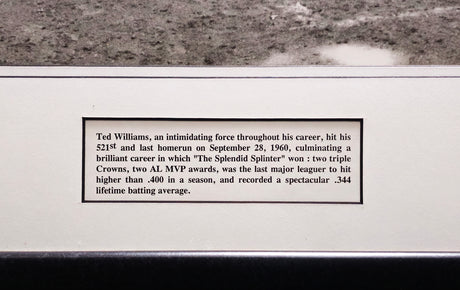 Ted Williams, an intimidating force throughout his career, hit his
521st and last homerun on September 28, 1960, culminating a
brilliant career in which "The Splendid Splinter" won : two triple
Crowns, two AL MVP awards, was the last major leaguer to hit
higher than .400 in a season, and recorded a spectacular .344
lifetime batting average.